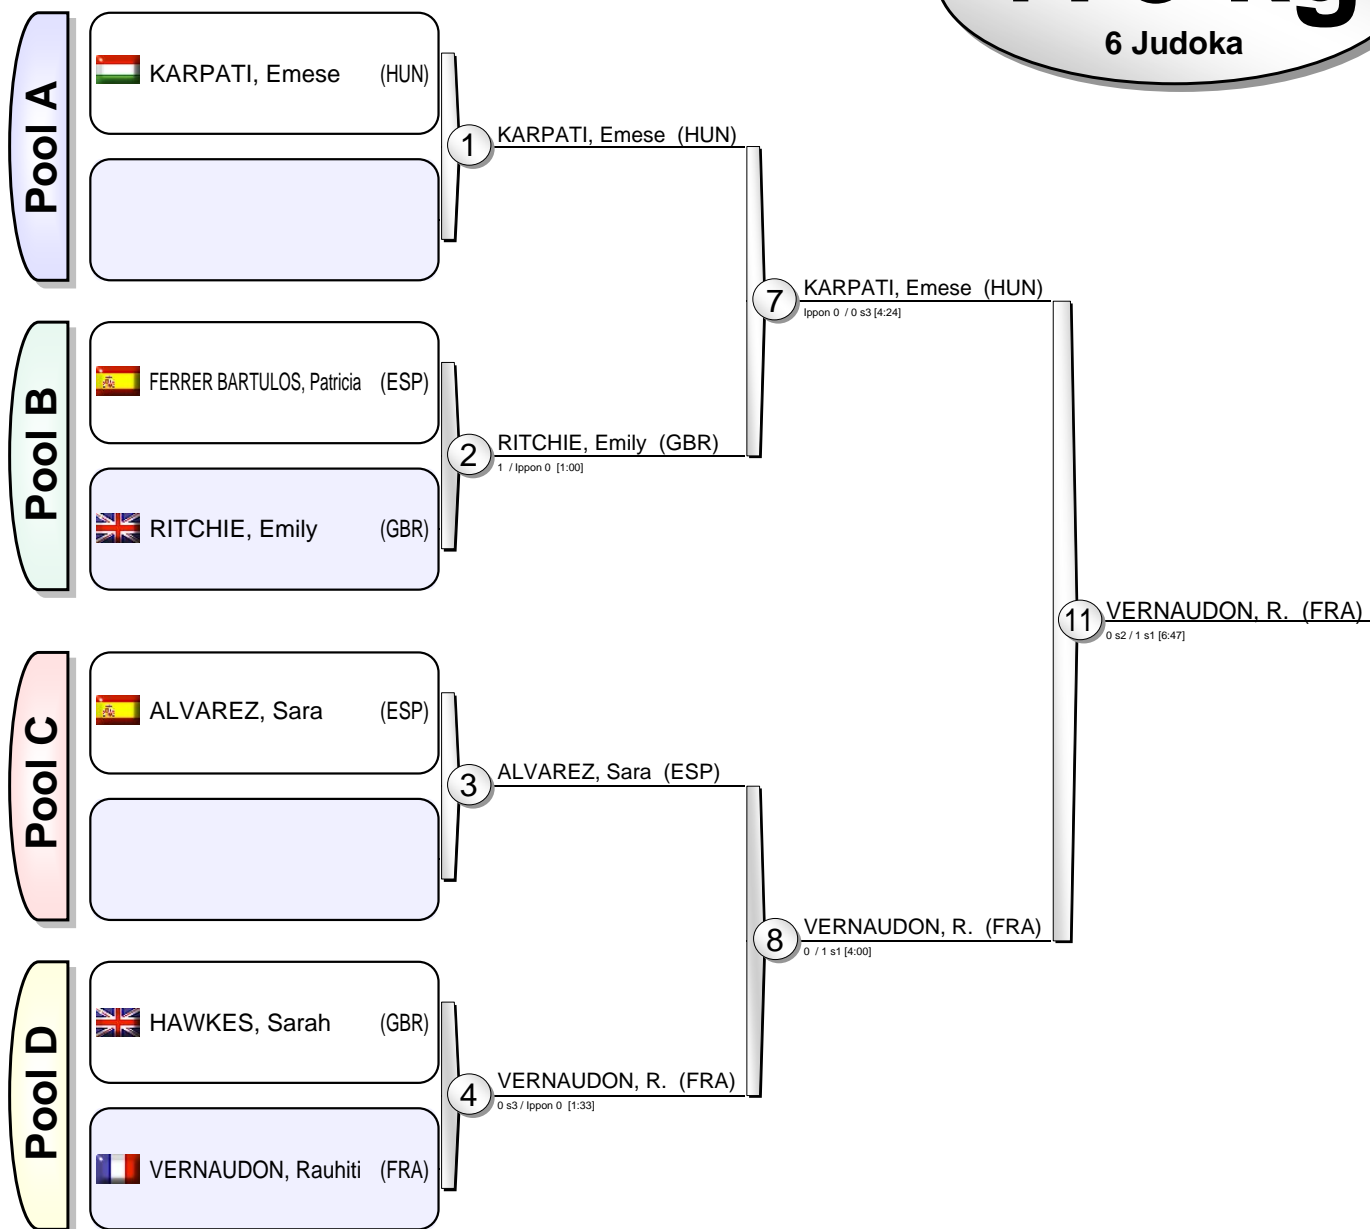 6 Judoka
Pool A
KARPATI, Emese (HUN)
1
KARPATI, Emese (HUN)
7
KARPATI, Emese (HUN)
Ippon 0 / 0 s3 [4:24]
Pool B
FERRER BARTULOS, Patricia (ESP)
2
RITCHIE, Emily (GBR)
1 / Ippon 0 [1:00]
RITCHIE, Emily (GBR)
11
VERNAUDON, R. (FRA)
0 s2 / 1 s1 [6:47]
Pool C
ALVAREZ, Sara (ESP)
3
ALVAREZ, Sara (ESP)
8
VERNAUDON, R. (FRA)
0 / 1 s1 [4:00]
Pool D
HAWKES, Sarah (GBR)
4
VERNAUDON, R. (FRA)
0 s3 / Ippon 0 [1:33]
VERNAUDON, Rauhiti (FRA)